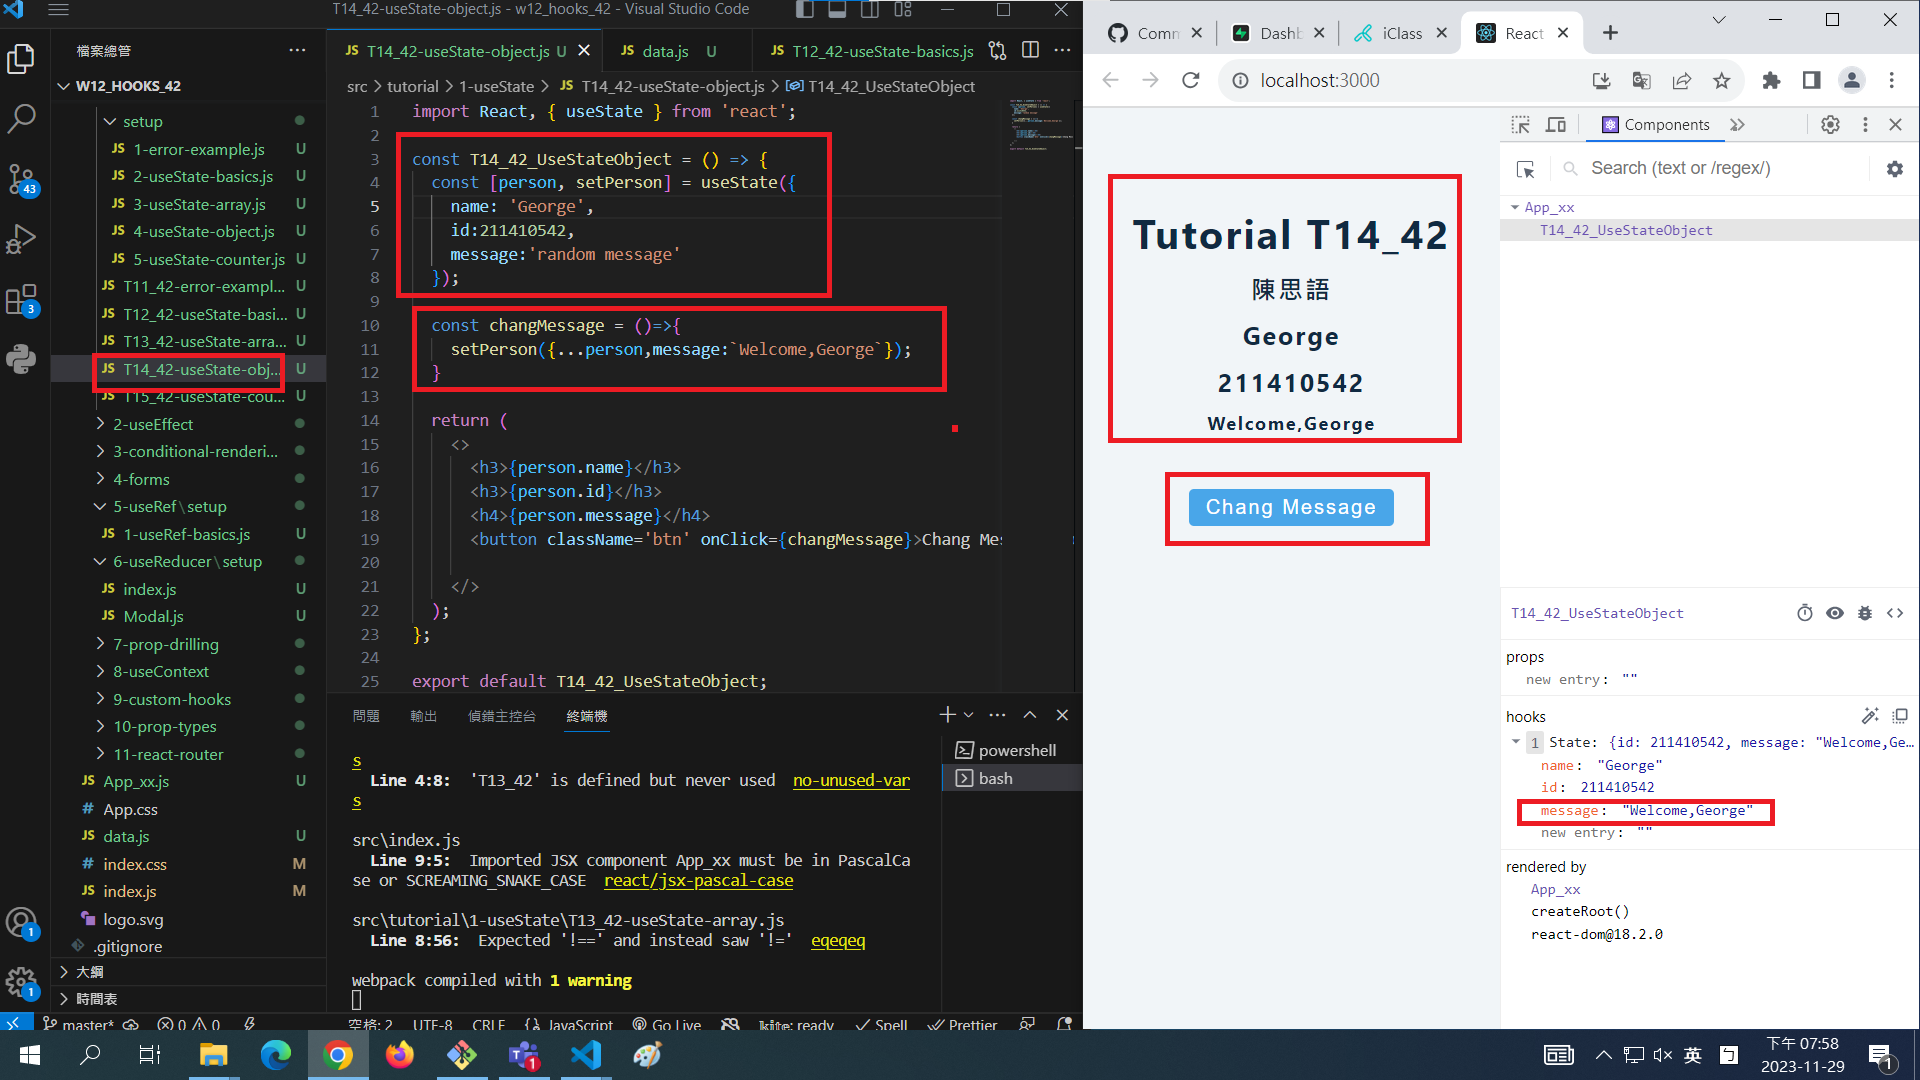 T14_42-useState-object.js - w12_hooks_42 - Visual Studio Code
檔案總管
W12_HOOKS_42
setup
1-error-example.js U
2-useState-basics.js U
3-useState-array.js U
4-useState-object.js U
5-useState-counter.js U
T11_42-error-exampl... U
T12_42-useState-basi... U
T13_42-useState-arra... U
T14_42-useState-obj... U
T15_42-useState-cou... U
2-useEffect
3-conditional-renderi...
4-forms
5-useRef\setup
1-useRef-basics.js U
6-useReducer\setup
index.js U
Modal.js U
7-prop-drilling
8-useContext
9-custom-hooks
10-prop-types
11-react-router
App_xx.js U
App.css
data.js U
index.css M
index.js M
logo.svg
.gitignore
大綱
時間表
43
3
1
1
T14_42-useState-object.js U
data.js U
T12_42-useState-basics.js
src > tutorial > 1-useState > T14_42-useState-object.js > T14_42_UseStateObject
1 import React, { useState } from 'react';
2
3 const T14_42_UseStateObject = () => {
4 const [person, setPerson] = useState({
5 name: 'George',
6 id:211410542,
7 message:'random message'
8 });
9
10 const changMessage = ()=>{
11 setPerson({...person,message:`Welcome,George`});
12 }
13
14 return (
15 <>
16 <h3>{person.name}</h3>
17 <h3>{person.id}</h3>
18 <h4>{person.message}</h4>
19 <button className='btn' onClick={changMessage}>Chang Mes
20
21 </>
22 );
23 };
24
25 export default T14_42_UseStateObject;
問題 輸出 偵錯主控台 終端機
powershell
bash
s
Line 4:8: 'T13_42' is defined but never used no-unused-var
s
src\index.js
Line 9:5: Imported JSX component App_xx must be in PascalCa
se or SCREAMING_SNAKE_CASE react/jsx-pascal-case
src\tutorial\1-useState\T13_42-useState-array.js
Line 8:56: Expected '!==' and instead saw '!=' eqeqeq
webpack compiled with 1 warning
master* 0 0 空格: 2 UTF-8 CRLF {} JavaScript Go Live kite: ready Spell Prettier
Comm
Dashb
iClass
React
localhost:3000
Tutorial T14_42
陳思語
George
211410542
Welcome,George
Chang Message
Components
Search (text or /regex/)
App_xx
T14_42_UseStateObject
T14_42_UseStateObject
props
new entry: ""
hooks
1 State: {id: 211410542, message: "Welcome,Ge...
name: "George"
id: 211410542
message: "Welcome,George"
new entry: ""
rendered by
App_xx
createRoot()
react-dom@18.2.0
1
英
ㄅ
下午 07:58
2023-11-29
1